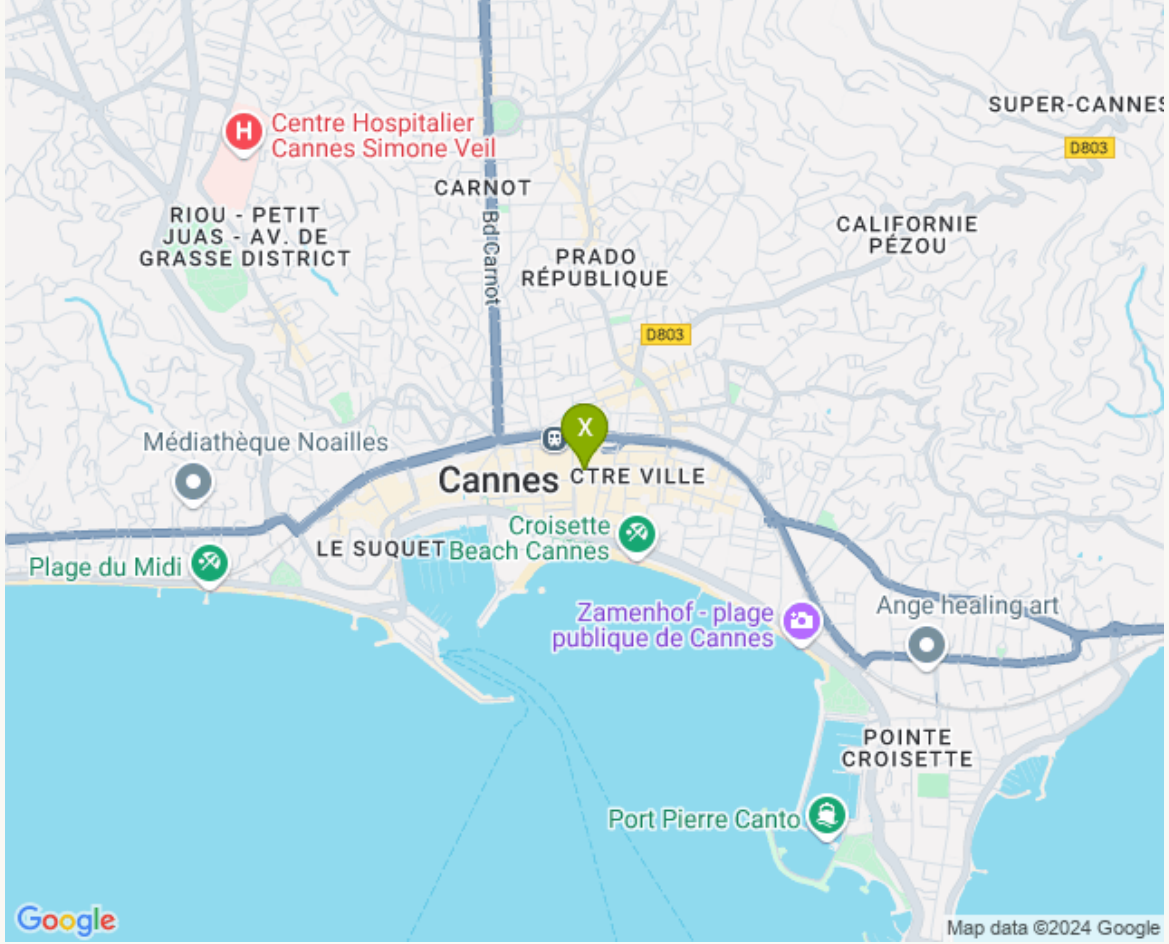 SUPER-CANNES
Centre Hospitalier
Cannes Simone Veil
H
D803
CARNOT
RIOU - PETIT
JUAS - AV. DE
GRASSE DISTRICT
Bd Carnot
CALIFORNIE
PÉZOU
PRADO
RÉPUBLIQUE
D803
X
Médiathèque Noailles
Cannes
CTRE VILLE
Croisette
Beach Cannes
LE SUQUET
Plage du Midi
Zamenhof - plage
publique de Cannes
Ange healing art
POINTE
CROISETTE
Port Pierre Canto
Google
Map data ©2024 Google